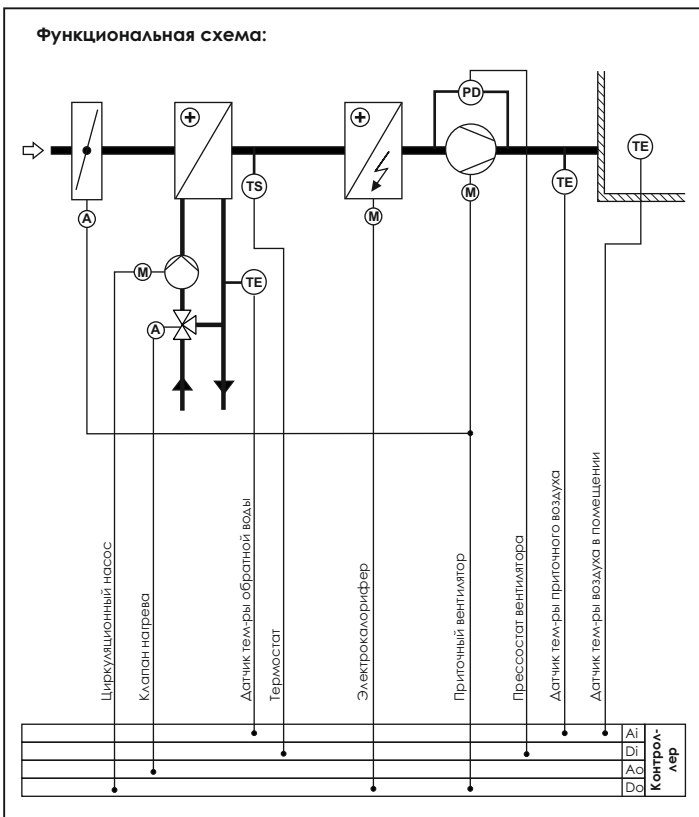 Функциональная схема:
PD
TE
TS
TE
A
M
M
M
TE
A
Циркуляционный насос
Клапан нагрева
Датчик тем-ры обратной воды
Термостат
Электрокалорифер
Приточный вентилятор
Прессостат вентилятора
Датчик тем-ры приточного воздуха
Датчик тем-ры воздуха в помещении
Ai
Di
Ao
Do
Контрол-
лер